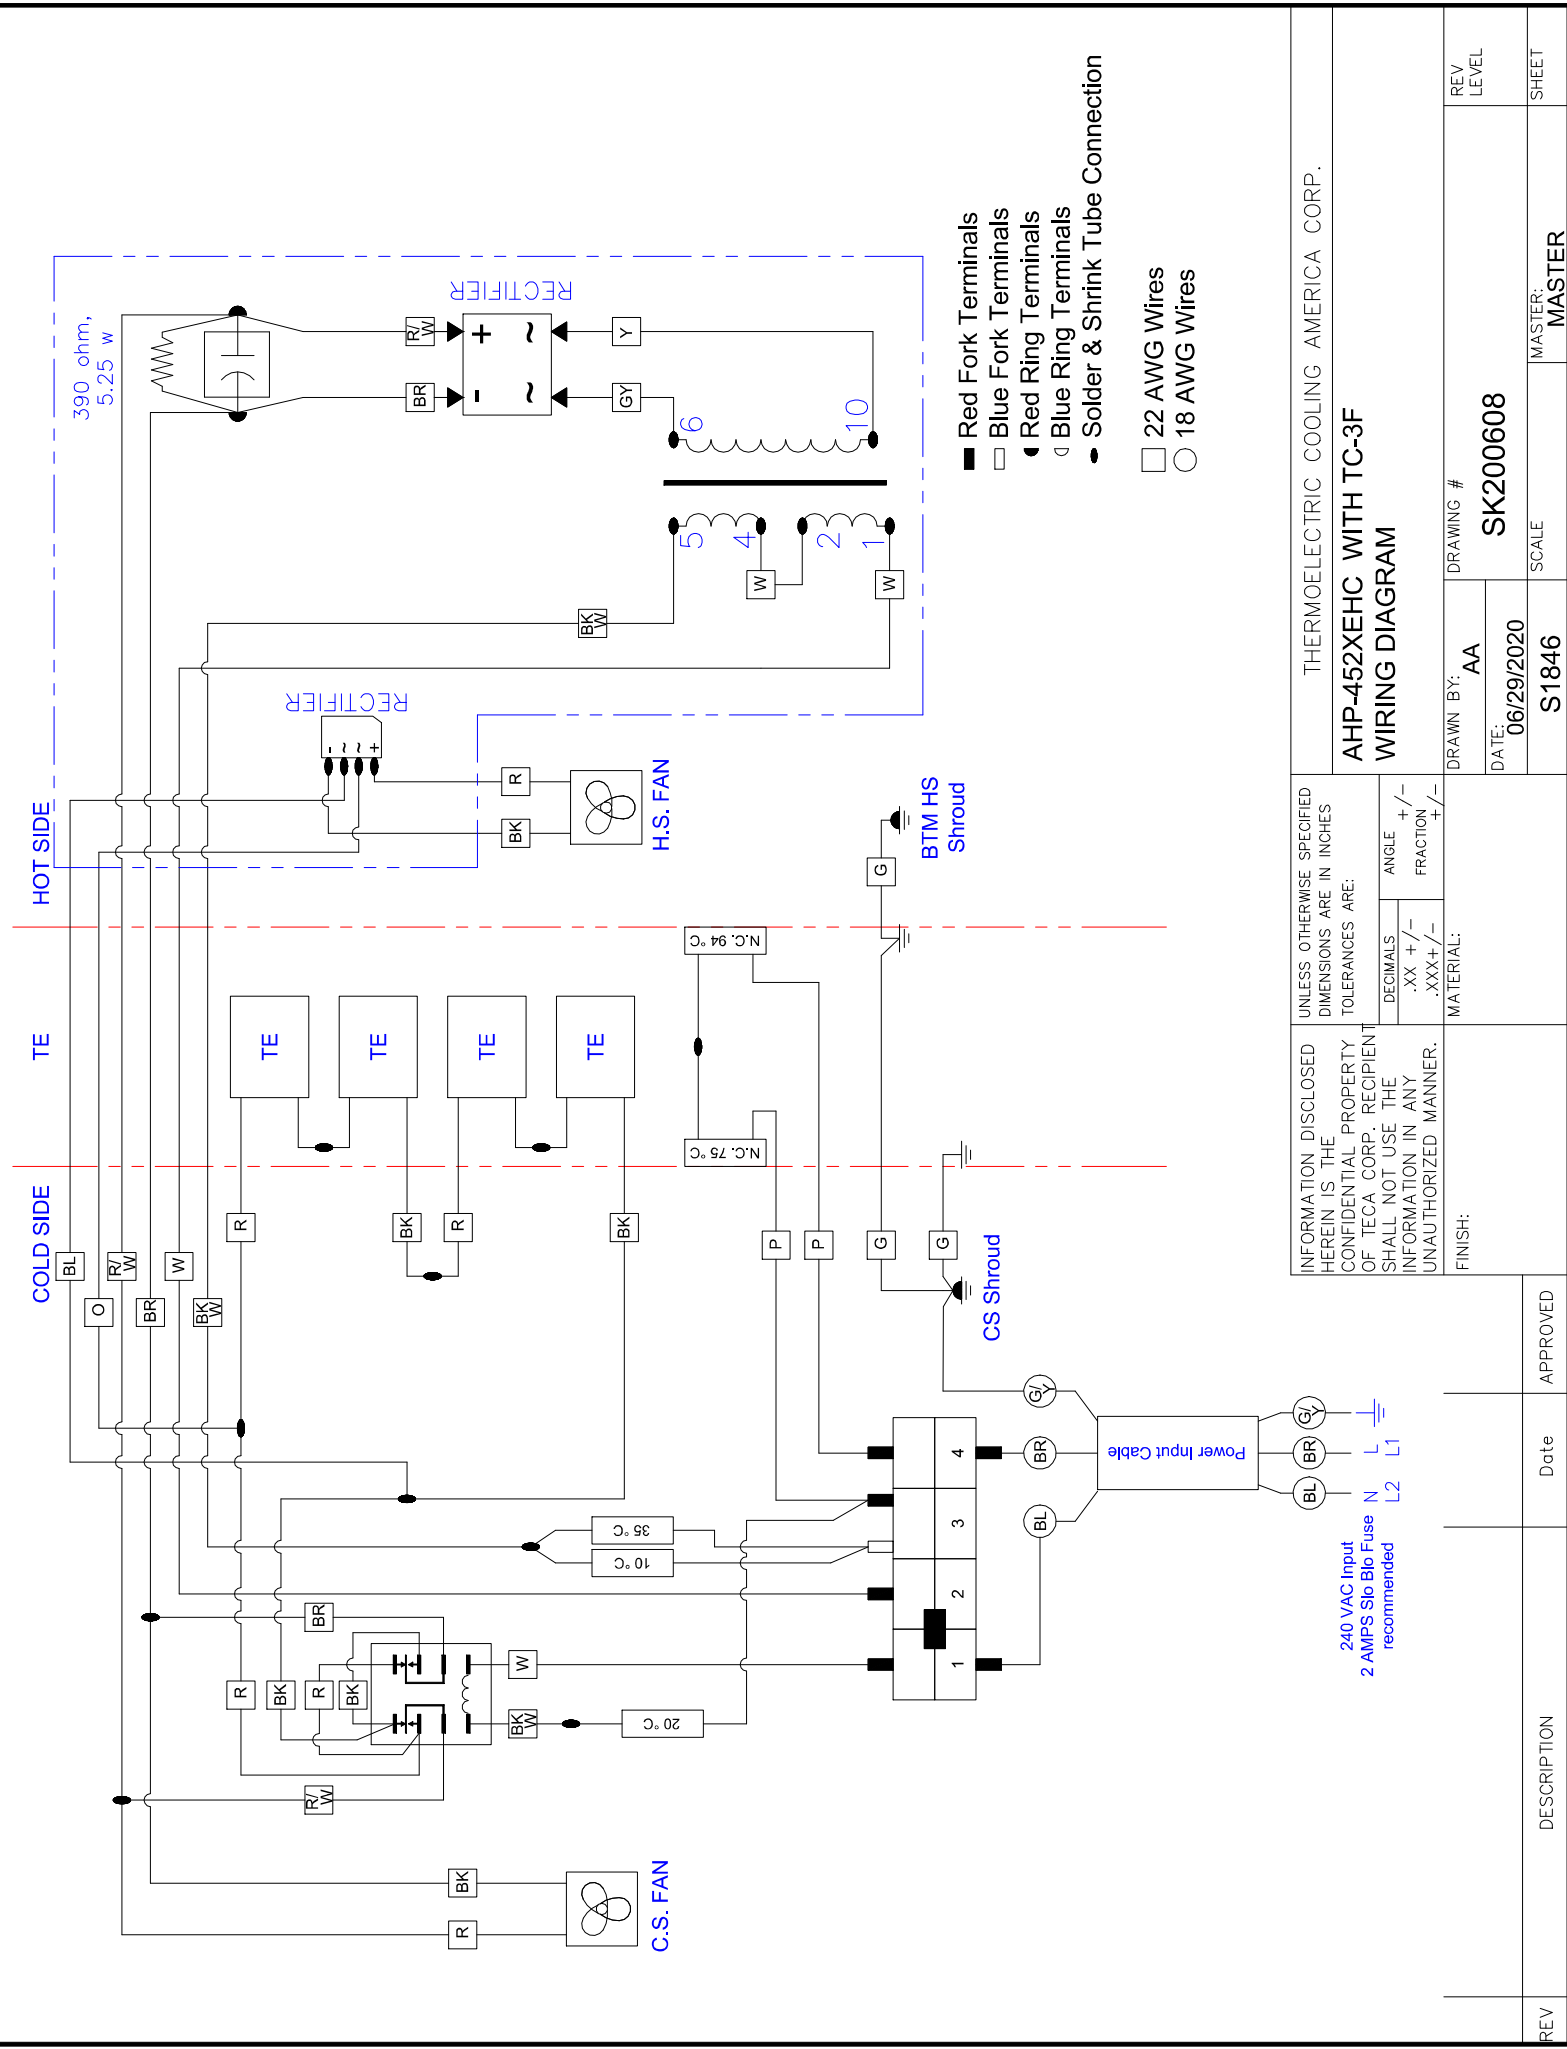 COLD SIDE
TE
HOT SIDE
BL
O
R/W
BR
W
BK/W
390 ohm,
5.25 w
R/W
BR
+
-
~
~
RECTIFIER
Y
GY
6
10
5
4
2
1
W
W
BK/W
RECTIFIER
-
~
~
+
R
BK
H.S. FAN
TE
TE
TE
TE
R
BK
R
BK
N.C. 94 °C
N.C. 75 °C
P
P
G
G
G
BTM HS
Shroud
CS Shroud
R
BK
R
BK
BR
R/W
W
BK/W
20 °C
35 °C
10 °C
BK
R
C.S. FAN
1
2
3
4
BL
BR
G/Y
Power Input Cable
BL
BR
G/Y
N
L
L2
L1
240 VAC Input
2 AMPS Slo Blo Fuse
recommended
Red Fork Terminals
Blue Fork Terminals
Red Ring Terminals
Blue Ring Terminals
Solder & Shrink Tube Connection
22 AWG Wires
18 AWG Wires
INFORMATION DISCLOSED
HEREIN IS THE
CONFIDENTIAL PROPERTY
OF TECA CORP. RECIPIENT
SHALL NOT USE THE
INFORMATION IN ANY
UNAUTHORIZED MANNER.
FINISH:
UNLESS OTHERWISE SPECIFIED
DIMENSIONS ARE IN INCHES
TOLERANCES ARE:
DECIMALS
.XX +/-
.XXX+/-
ANGLE
+/-
FRACTION
+/-
MATERIAL:
THERMOELECTRIC COOLING AMERICA CORP.
AHP-452XEHC WITH TC-3F
WIRING DIAGRAM
DRAWN BY:
AA
DATE:
06/29/2020
S1846
DRAWING #
SK200608
SCALE
MASTER:
MASTER
REV
LEVEL
SHEET
REV
DESCRIPTION
Date
APPROVED